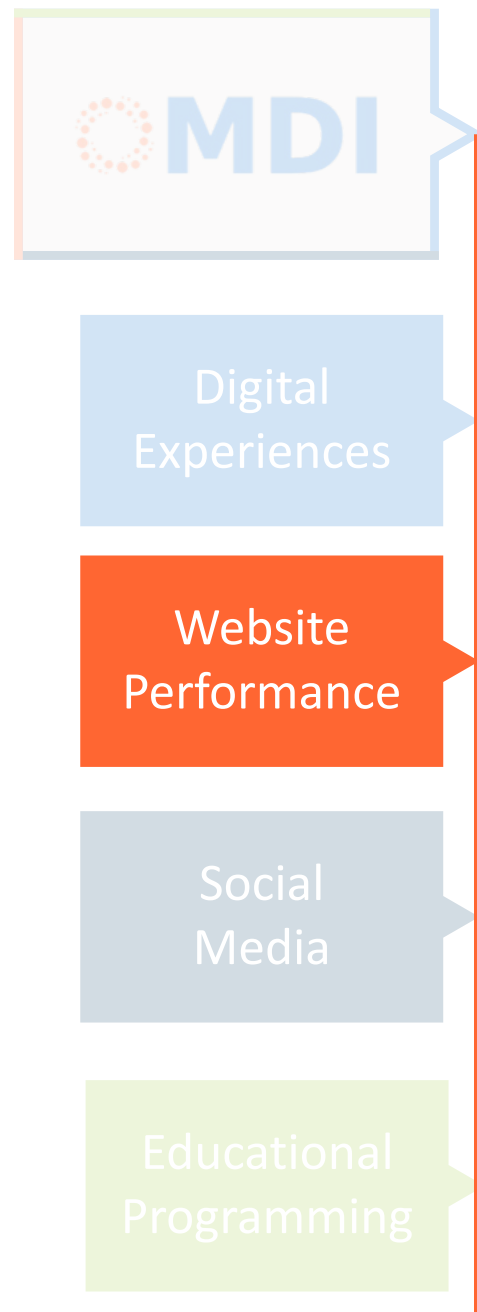 MDI
Digital
Experiences
Website
Performance
Social
Media
Educational
Programming